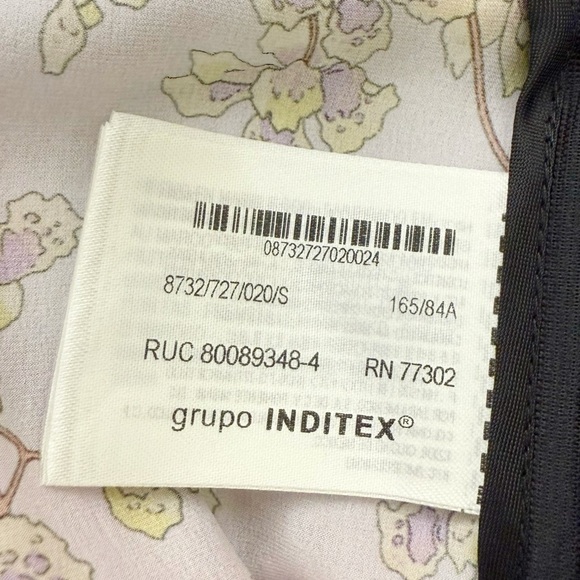 08732727020024
8732/727/020/S 165/84A
RUC 80089348-4 RN 77302
grupo INDITEX®